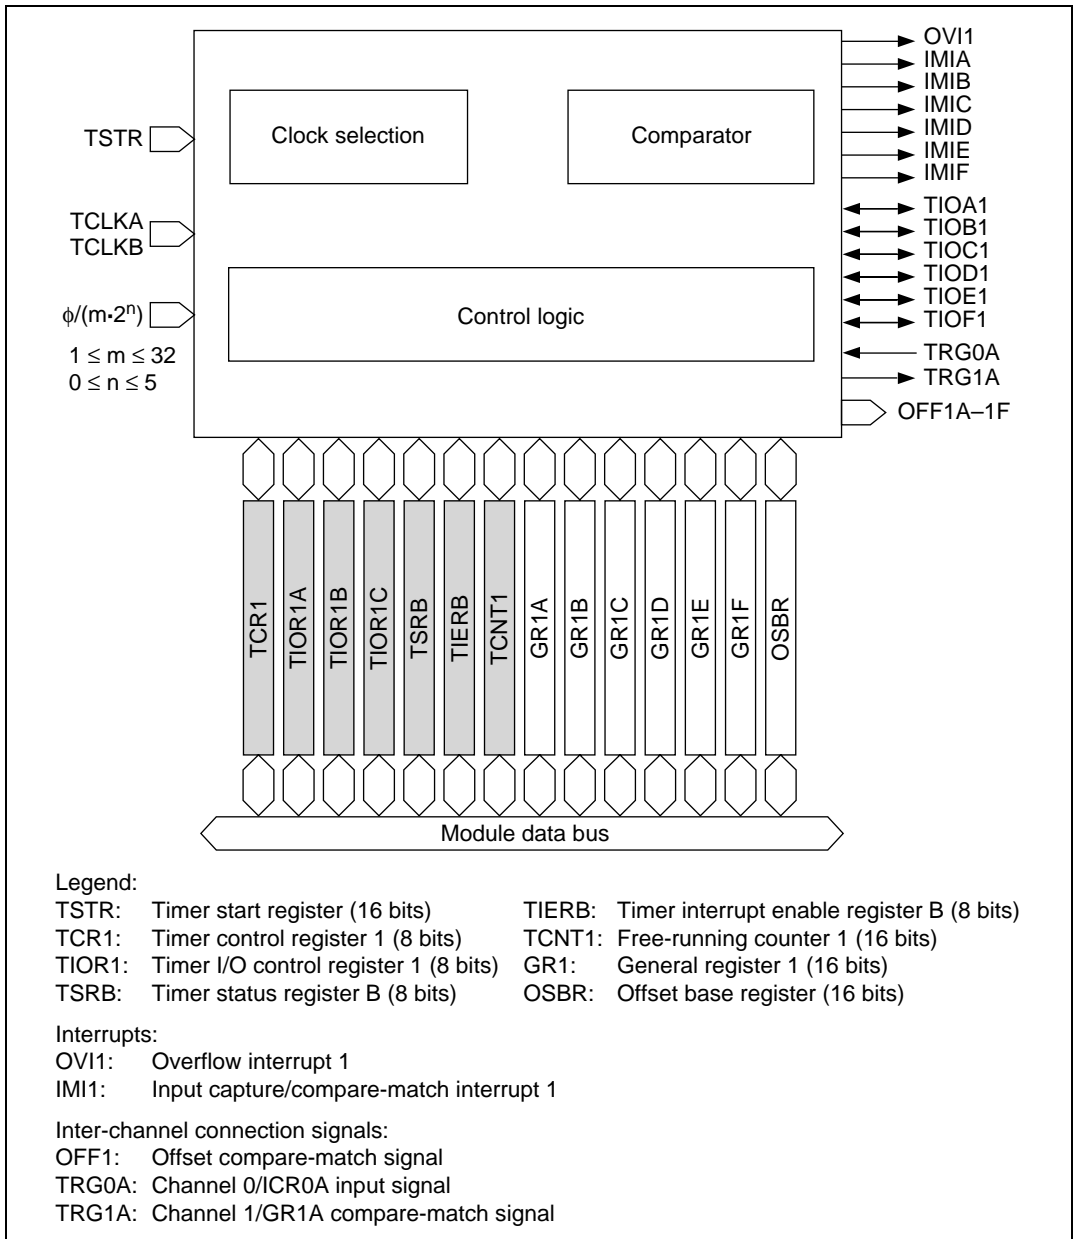 TSTR
TCLKA
TCLKB
ϕ/(m▪2ⁿ)
1 ≤ m ≤ 32
0 ≤ n ≤ 5
Clock selection
Comparator
Control logic
OVI1
IMIA
IMIB
IMIC
IMID
IMIE
IMIF
TIOA1
TIOB1
TIOC1
TIOD1
TIOE1
TIOF1
TRG0A
TRG1A
OFF1A–1F
TCR1
TIOR1A
TIOR1B
TIOR1C
TSRB
TIERB
TCNT1
GR1A
GR1B
GR1C
GR1D
GR1E
GR1F
OSBR
Module data bus
Legend:
TSTR: Timer start register (16 bits)
TCR1: Timer control register 1 (8 bits)
TIOR1: Timer I/O control register 1 (8 bits)
TSRB: Timer status register B (8 bits)
TIERB: Timer interrupt enable register B (8 bits)
TCNT1: Free-running counter 1 (16 bits)
GR1: General register 1 (16 bits)
OSBR: Offset base register (16 bits)
Interrupts:
OVI1: Overflow interrupt 1
IMI1: Input capture/compare-match interrupt 1
Inter-channel connection signals:
OFF1: Offset compare-match signal
TRG0A: Channel 0/ICR0A input signal
TRG1A: Channel 1/GR1A compare-match signal